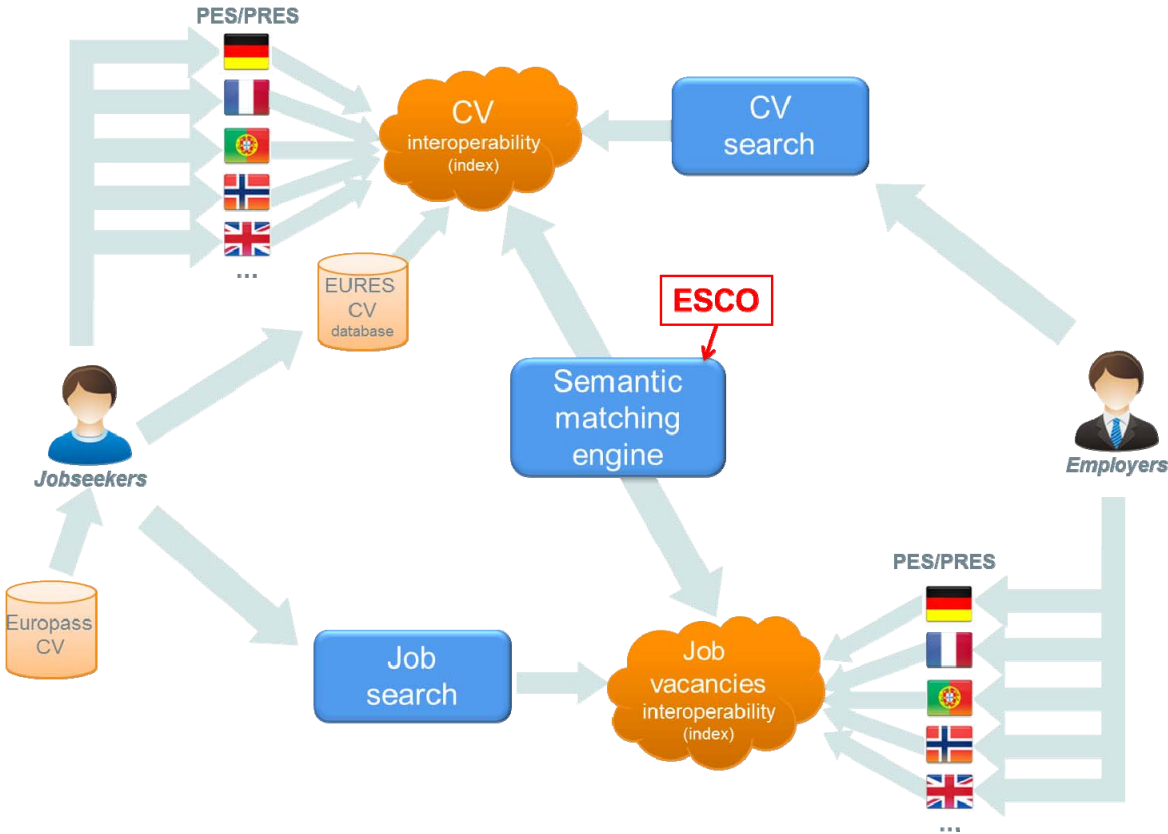 PES/PRES
CV
interoperability
(index)
CV
search
...
EURES
CV
database
ESCO
Semantic
matching
engine
Jobseekers
Employers
PES/PRES
Europass
CV
Job
search
Job
vacancies
interoperability
(index)
...